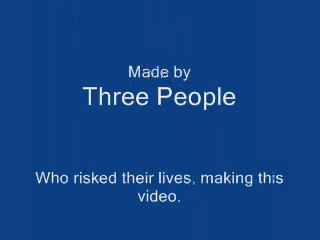 Made by
Three People
Who risked their lives, making this
video.